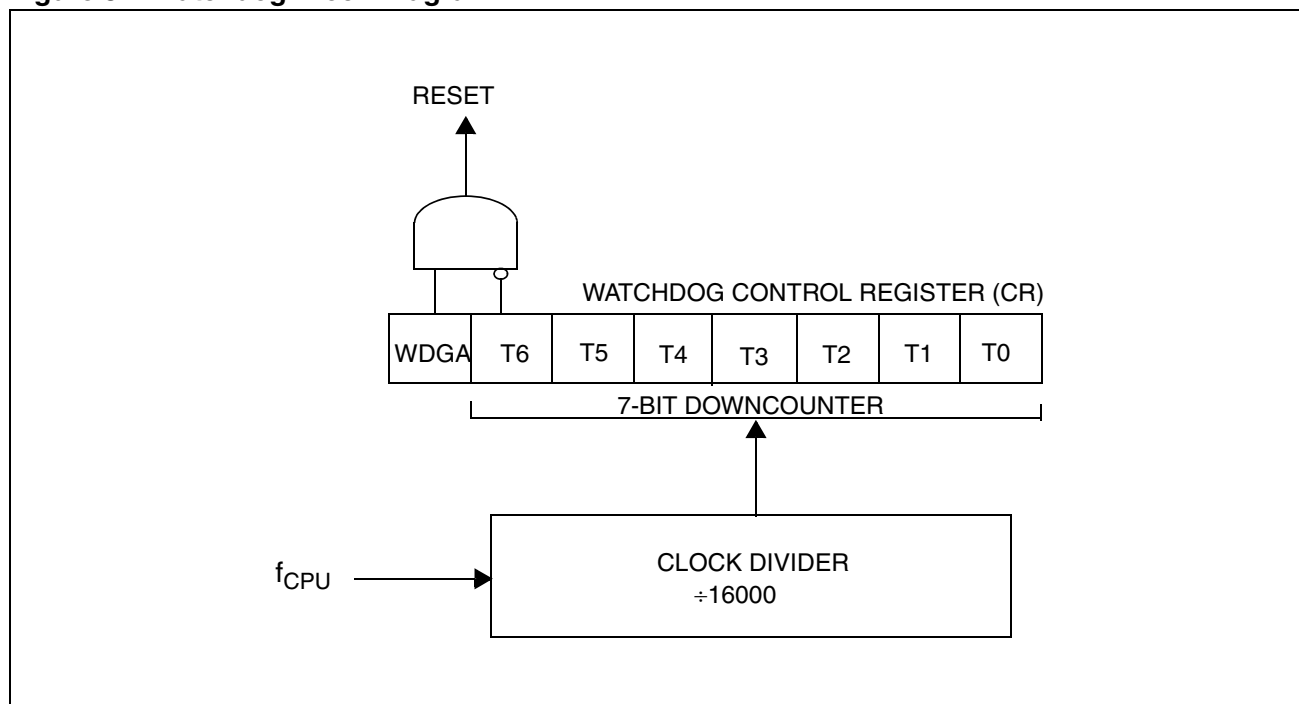 RESET
WATCHDOG CONTROL REGISTER (CR)
WDGA T6 T5 T4 T3 T2 T1 T0
7-BIT DOWNCOUNTER
fCPU
CLOCK DIVIDER
÷16000